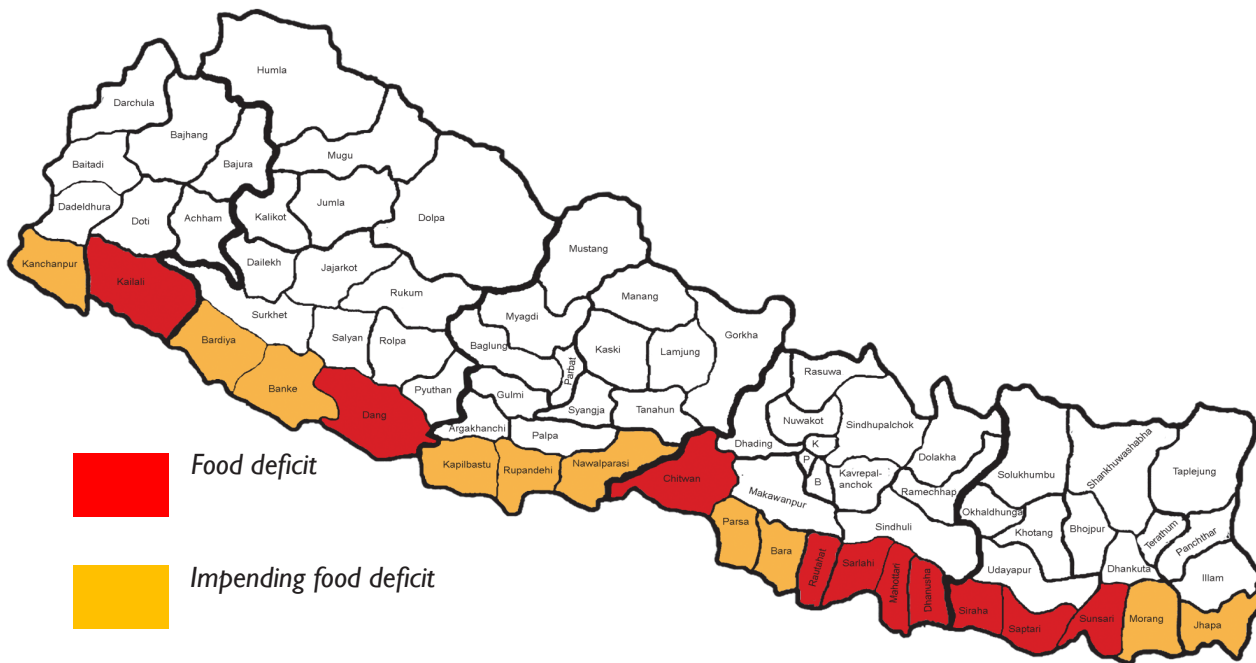 Humla
Darchula
Bajhang
Bajura
Mugu
Baitadi
Dadeldhura
Doti
Achham
Kalikot
Jumla
Dolpa
Mustang
Kanchanpur
Kailali
Dailekh
Jajarkot
Rukum
Manang
Gorkha
Surkhet
Myagdi
Bardiya
Salyan
Rolpa
Baglung
Parbat
Kaski
Lamjung
Rasuwa
Banke
Pyuthan
Gulmi
Syangja
Tanahun
Nuwakot
Sindhupalchok
Dang
Argakhanchi
Palpa
Dhading
K
P
B
Kavrepal-
anchok
Dolakha
Ramechhap
Solukhumbu
Shankhuwashabha
Taplejung
Kapilbastu
Rupandehi
Nawalparasi
Chitwan
Makawanpur
Sindhuli
Okhaldhunga
Khotang
Bhojpur
Terathum
Panchthar
Parsa
Bara
Rautahat
Sarlahi
Mahottari
Dhanusha
Udayapur
Dhankuta
Illam
Siraha
Saptari
Sunsari
Morang
Jhapa
Food deficit
Impending food deficit